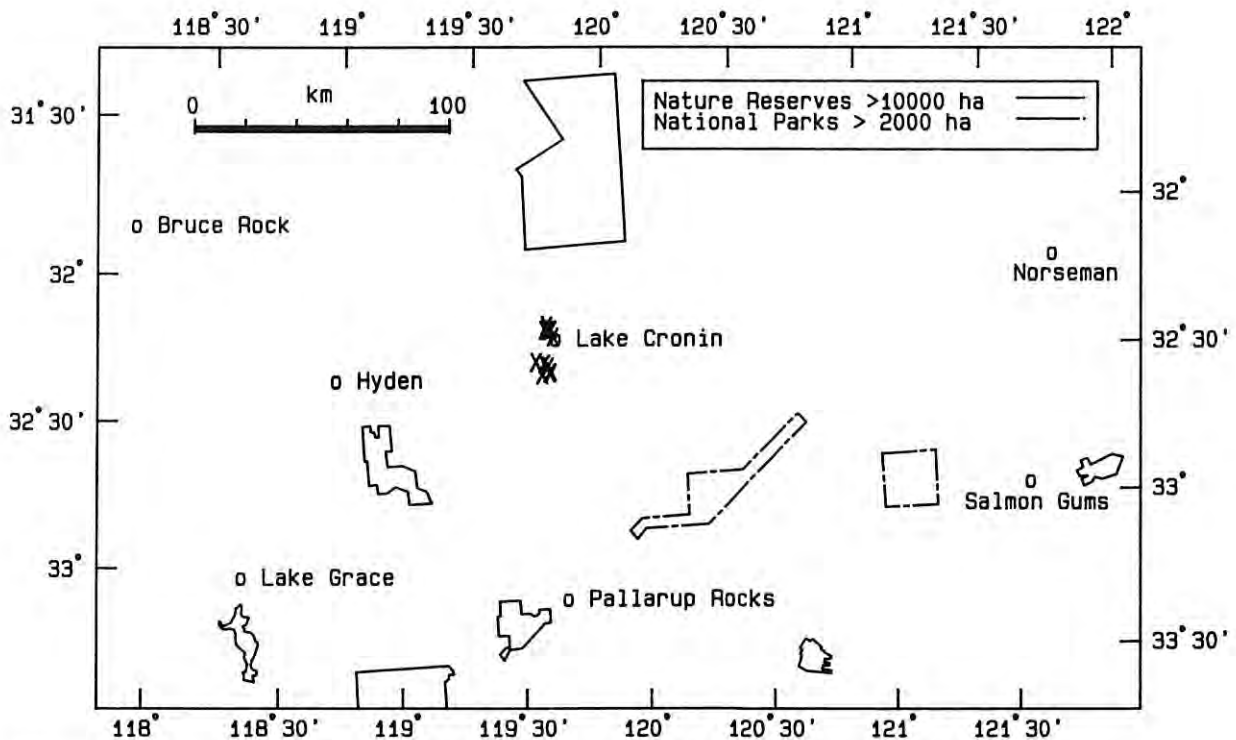 118°30' 119° 119°30' 120° 120°30' 121° 121°30' 122°
km
0 100
Nature Reserves >10000 ha
National Parks > 2000 ha
31°30'
32°
Bruce Rock
Norseman
32°
Lake Cronin
32°30'
Hyden
32°30'
33°
Salmon Gums
Lake Grace
33°
Pallarup Rocks
33°30'
118° 118°30' 119° 119°30' 120° 120°30' 121° 121°30'